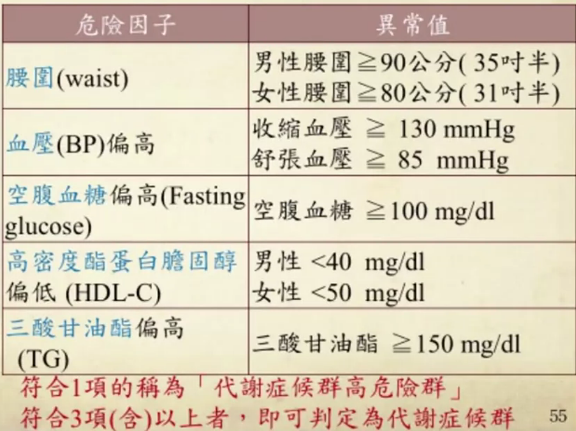 危險因子
異常值
腰圍(waist)
男性腰圍≧90公分( 35吋半)
女性腰圍≧80公分( 31吋半)
血壓(BP)偏高
收縮血壓 ≧ 130 mmHg
舒張血壓 ≧ 85 mmHg
空腹血糖偏高(Fasting
glucose)
空腹血糖 ≧100 mg/dl
高密度酯蛋白膽固醇
偏低 (HDL-C)
男性 <40 mg/dl
女性 <50 mg/dl
三酸甘油酯偏高
(TG)
三酸甘油酯 ≧150 mg/dl
符合1項的稱為「代謝症候群高危險群」
符合3項(含)以上者，即可判定為代謝症候群
55